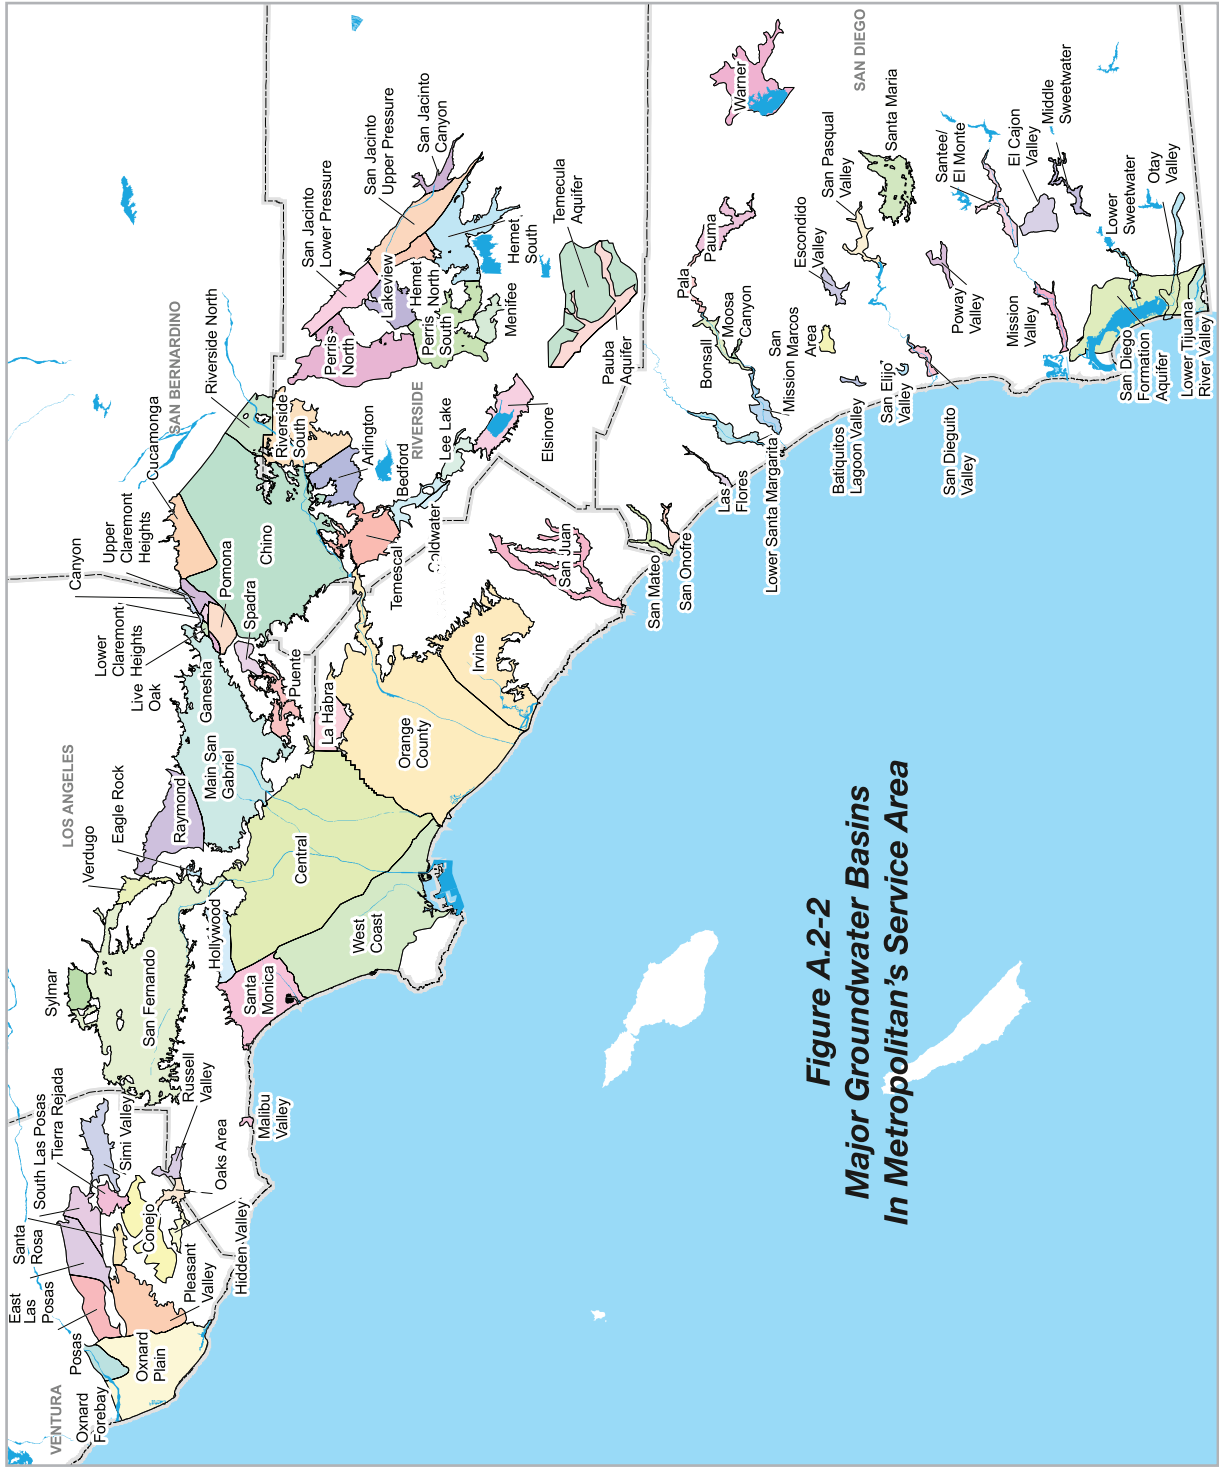 VENTURA
Oxnard
Forebay
Posas
Oxnard
Plain
East
Las
Posas
Santa
Rosa
South Las Posas
Tierra Rejada
Simi Valley
Conejo
Pleasant
Valley
Hidden Valley
Oaks Area
Russell
Valley
Malibu
Valley
LOS ANGELES
Sylmar
San Fernando
Verdugo
Eagle Rock
Hollywood
Santa
Monica
West
Coast
Central
Raymond
Main San
Gabriel
Live
Oak
Ganesha
Lower
Claremont
Heights
Canyon
Upper
Claremont
Heights
Pomona
Spadra
Puente
La Habra
Orange
County
Irvine
SAN BERNARDINO
Cucamonga
Chino
Riverside North
Riverside
South
Arlington
RIVERSIDE
Temescal
Coldwater
Bedford
Lee Lake
Elsinore
San Jacinto
Lower Pressure
San Jacinto
Upper Pressure
San Jacinto
Canyon
Perris
North
Lakeview
Hemet
North
Perris
South
Hemet
South
Menifee
Temecula
Aquifer
Pauba
Aquifer
San Juan
San Mateo
San Onofre
Las
Flores
Lower Santa Margarita
SAN DIEGO
Warner
Pala
Pauma
Bonsall
Moosa
Canyon
Mission
San
Marcos
Area
Escondido
Valley
San Pasqual
Valley
Santa Maria
Batiquitos
Lagoon Valley
San Elijo
Valley
San Dieguito
Valley
Poway
Valley
Mission
Valley
Santee/
El Monte
El Cajon
Valley
Middle
Sweetwater
Lower
Sweetwater
Otay
Valley
San Diego
Formation
Aquifer
Lower Tijuana
River Valley
Figure A.2-2
Major Groundwater Basins
In Metropolitan's Service Area